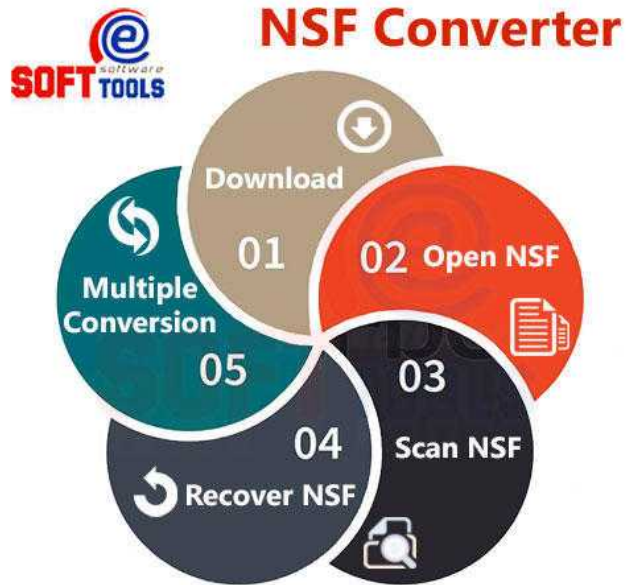 NSF Converter
e
software
SOFT TOOLS
Download
01
02 Open NSF
03
Scan NSF
04
Recover NSF
Multiple
Conversion
05